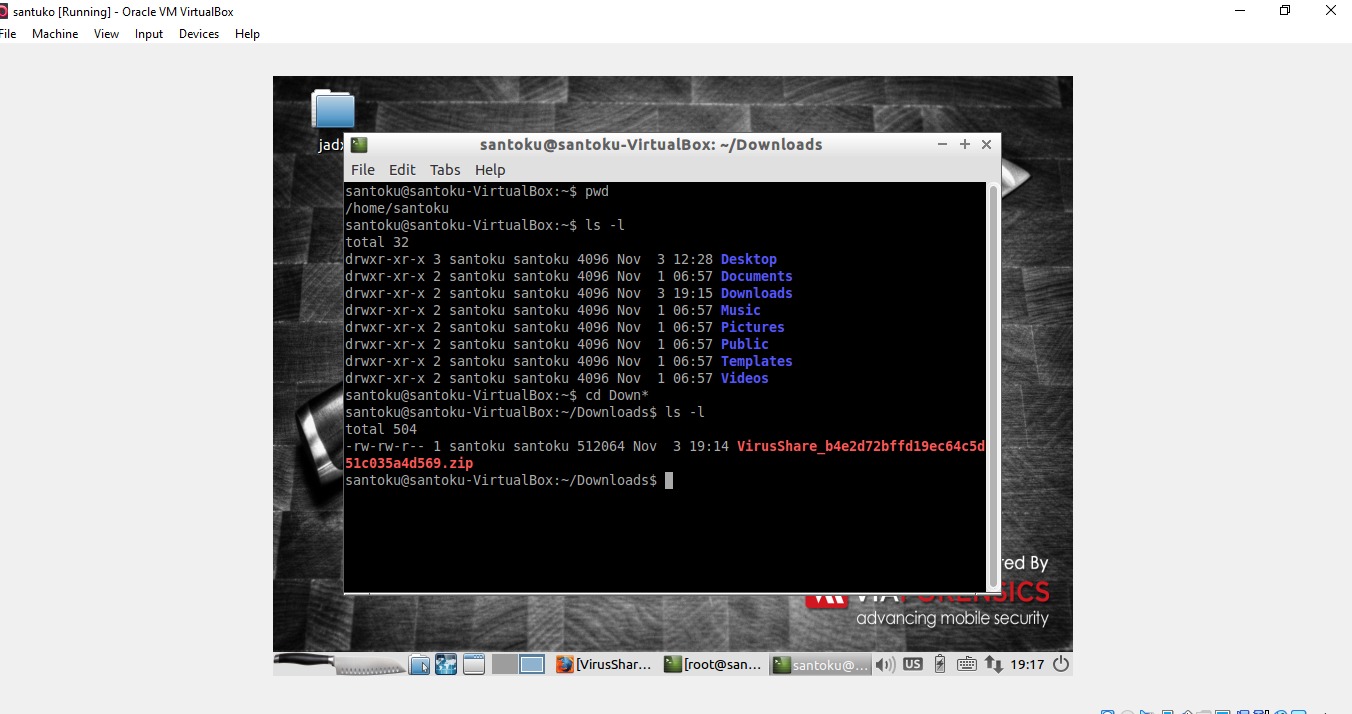 santuko [Running] - Oracle VM VirtualBox
File Machine View Input Devices Help
jadx
santoku@santoku-VirtualBox: ~/Downloads
File Edit Tabs Help
santoku@santoku-VirtualBox:~$ pwd
/home/santoku
santoku@santoku-VirtualBox:~$ ls -l
total 32
drwxr-xr-x 3 santoku santoku 4096 Nov  3 12:28 Desktop
drwxr-xr-x 2 santoku santoku 4096 Nov  1 06:57 Documents
drwxr-xr-x 2 santoku santoku 4096 Nov  3 19:15 Downloads
drwxr-xr-x 2 santoku santoku 4096 Nov  1 06:57 Music
drwxr-xr-x 2 santoku santoku 4096 Nov  1 06:57 Pictures
drwxr-xr-x 2 santoku santoku 4096 Nov  1 06:57 Public
drwxr-xr-x 2 santoku santoku 4096 Nov  1 06:57 Templates
drwxr-xr-x 2 santoku santoku 4096 Nov  1 06:57 Videos
santoku@santoku-VirtualBox:~$ cd Down*
santoku@santoku-VirtualBox:~/Downloads$ ls -l
total 504
-rw-rw-r-- 1 santoku santoku 512064 Nov  3 19:14 VirusShare_b4e2d72bffd19ec64c5d
51c035a4d569.zip
santoku@santoku-VirtualBox:~/Downloads$
red By
VIAFORENSICS
advancing mobile security
[VirusShar... [root@san... santoku@... US 19:17